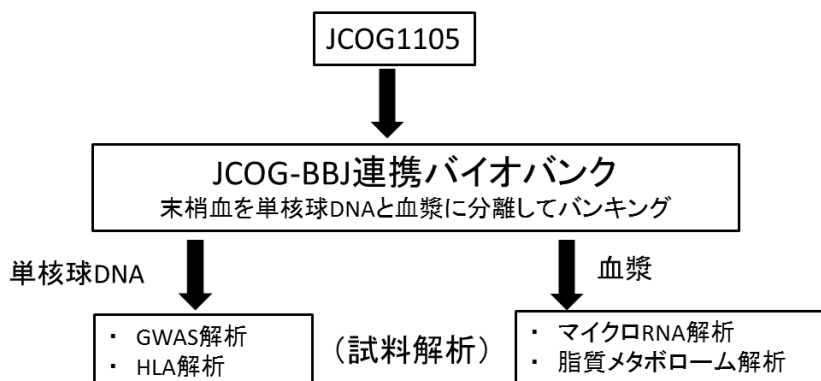 JCOG1105
JCOG-BBJ連携バイオバンク
末梢血を単核球DNAと血漿に分離してバンキング
単核球DNA
血漿
・ GWAS解析
・ HLA解析
（試料解析）
・ マイクロRNA解析
・ 脂質メタボローム解析